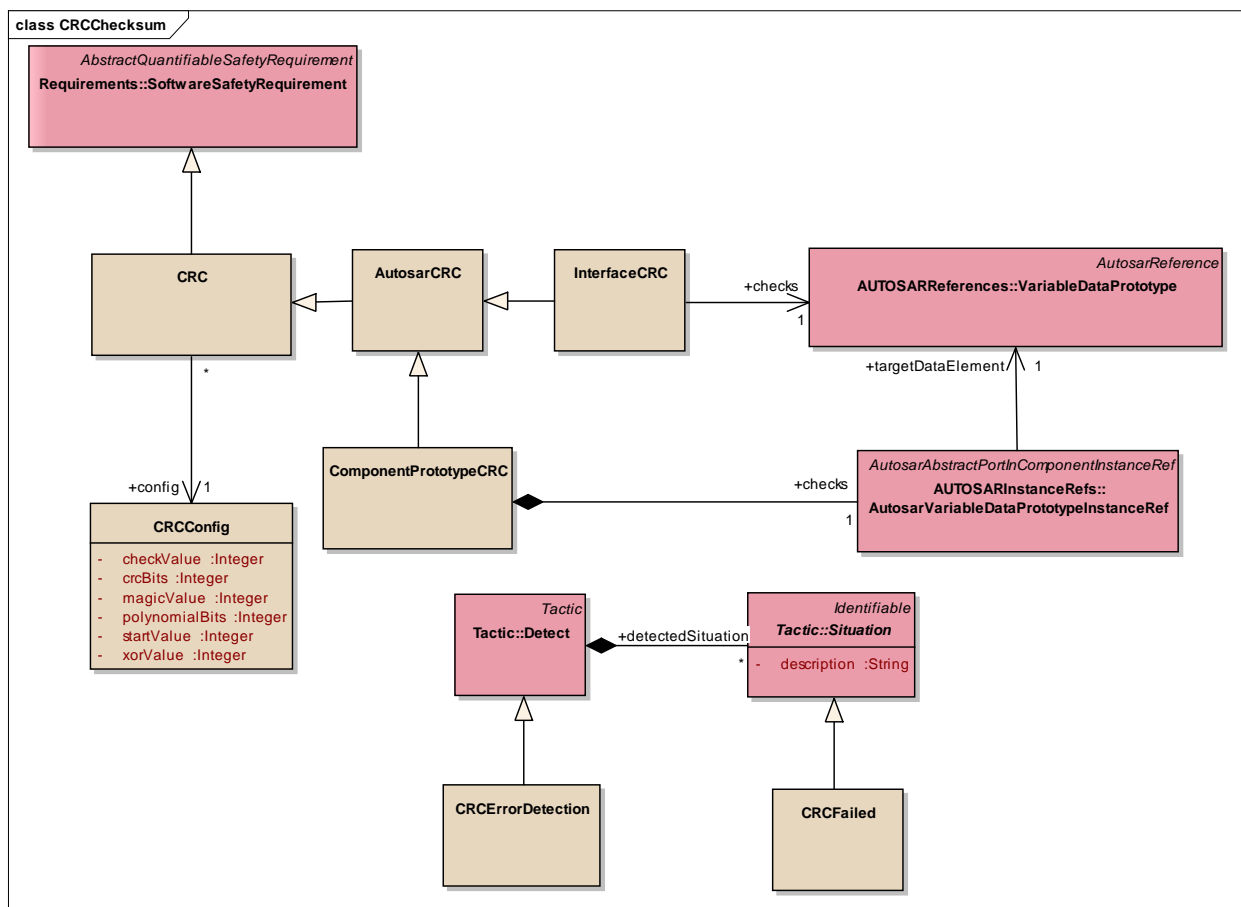 class CRCChecksum
AbstractQuantifiableSafetyRequirement
Requirements::SoftwareSafetyRequirement
CRC
AutosarCRC
InterfaceCRC
+checks
1
AutosarReference
AUTOSARReferences::VariableDataPrototype
*
+targetDataElement
1
ComponentPrototypeCRC
+checks
1
AutosarAbstractPortInComponentInstanceRef
AUTOSARInstanceRefs::
AutosarVariableDataPrototypeInstanceRef
+config
1
CRCConfig
- checkValue :Integer
- crcBits :Integer
- magicValue :Integer
- polynomialBits :Integer
- startValue :Integer
- xorValue :Integer
Tactic
Tactic::Detect
+detectedSituation
*
Identifiable
Tactic::Situation
- description :String
CRCErrorDetection
CRCFailed